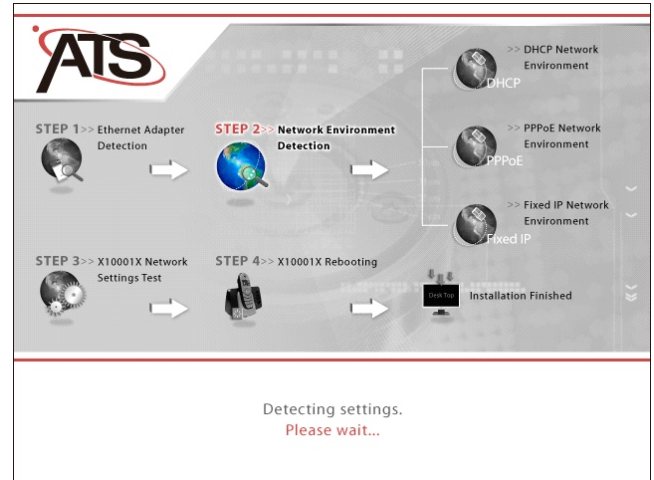 ATS
>> DHCP Network
Environment
DHCP
STEP 1>> Ethernet Adapter
Detection
STEP 2>> Network Environment
Detection
>> PPPoE Network
Environment
PPPoE
>> Fixed IP Network
Environment
Fixed IP
STEP 3>> X10001X Network
Settings Test
STEP 4>> X10001X Rebooting
Desk Top
Installation Finished
Detecting settings.
Please wait...